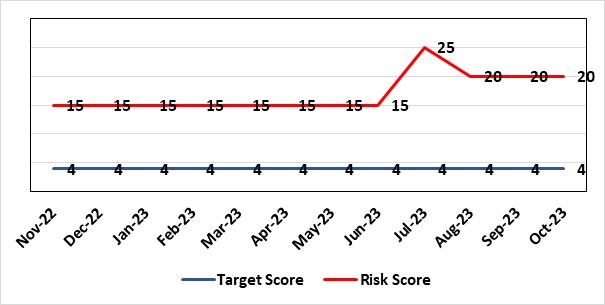 25
20 20 20
15 15 15 15 15 15 15 15
4 4 4 4 4 4 4 4 4 4 4 4
Nov-22 Dec-22 Jan-23 Feb-23 Mar-23 Apr-23 May-23 Jun-23 Jul-23 Aug-23 Sep-23 Oct-23
Target Score Risk Score